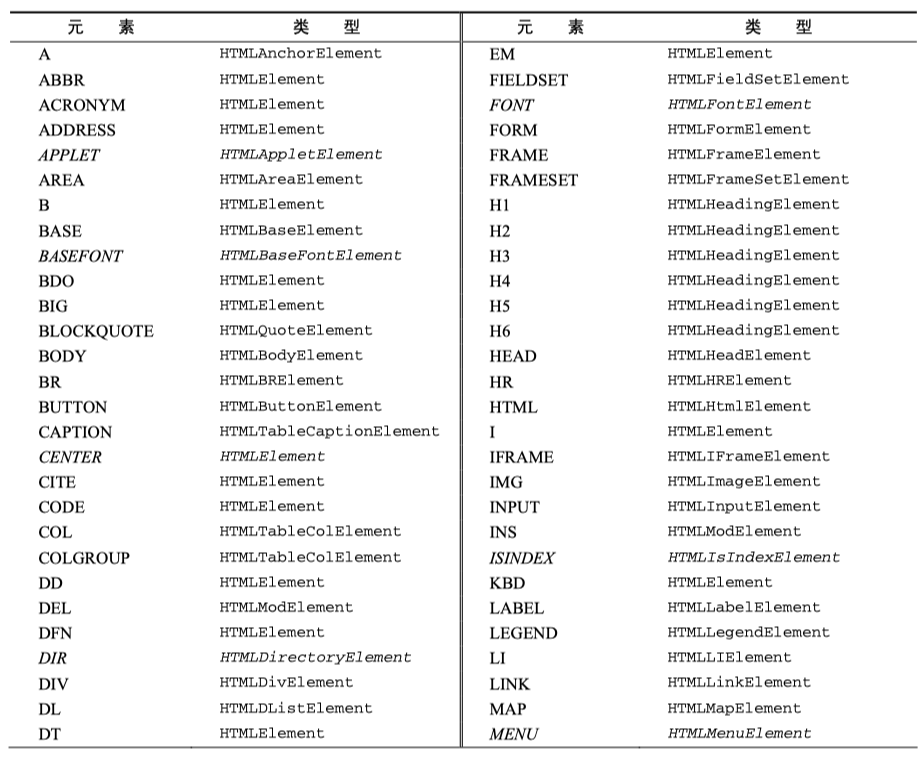 元 素 类 型 元 素 类 型
A HTMLAnchorElement EM HTMLElement
ABBR HTMLElement FIELDSET HTMLFieldSetElement
ACRONYM HTMLElement FONT HTMLFontElement
ADDRESS HTMLElement FORM HTMLFormElement
APPLET HTMLAppletElement FRAME HTMLFrameElement
AREA HTMLAreaElement FRAMESET HTMLFrameSetElement
B HTMLElement H1 HTMLHeadingElement
BASE HTMLBaseElement H2 HTMLHeadingElement
BASEFONT HTMLBaseFontElement H3 HTMLHeadingElement
BDO HTMLElement H4 HTMLHeadingElement
BIG HTMLElement H5 HTMLHeadingElement
BLOCKQUOTE HTMLQuoteElement H6 HTMLHeadingElement
BODY HTMLBodyElement HEAD HTMLHeadElement
BR HTMLBRElement HR HTMLHRElement
BUTTON HTMLButtonElement HTML HTMLHtmlElement
CAPTION HTMLTableCaptionElement I HTMLElement
CENTER HTMLElement IFRAME HTMLIFrameElement
CITE HTMLElement IMG HTMLImageElement
CODE HTMLElement INPUT HTMLInputElement
COL HTMLTableColElement INS HTMLModElement
COLGROUP HTMLTableColElement ISINDEX HTMLIsIndexElement
DD HTMLElement KBD HTMLElement
DEL HTMLModElement LABEL HTMLLabelElement
DFN HTMLElement LEGEND HTMLLegendElement
DIR HTMLDirectoryElement LI HTMLLIElement
DIV HTMLDivElement LINK HTMLLinkElement
DL HTMLDListElement MAP HTMLMapElement
DT HTMLElement MENU HTMLMenuElement